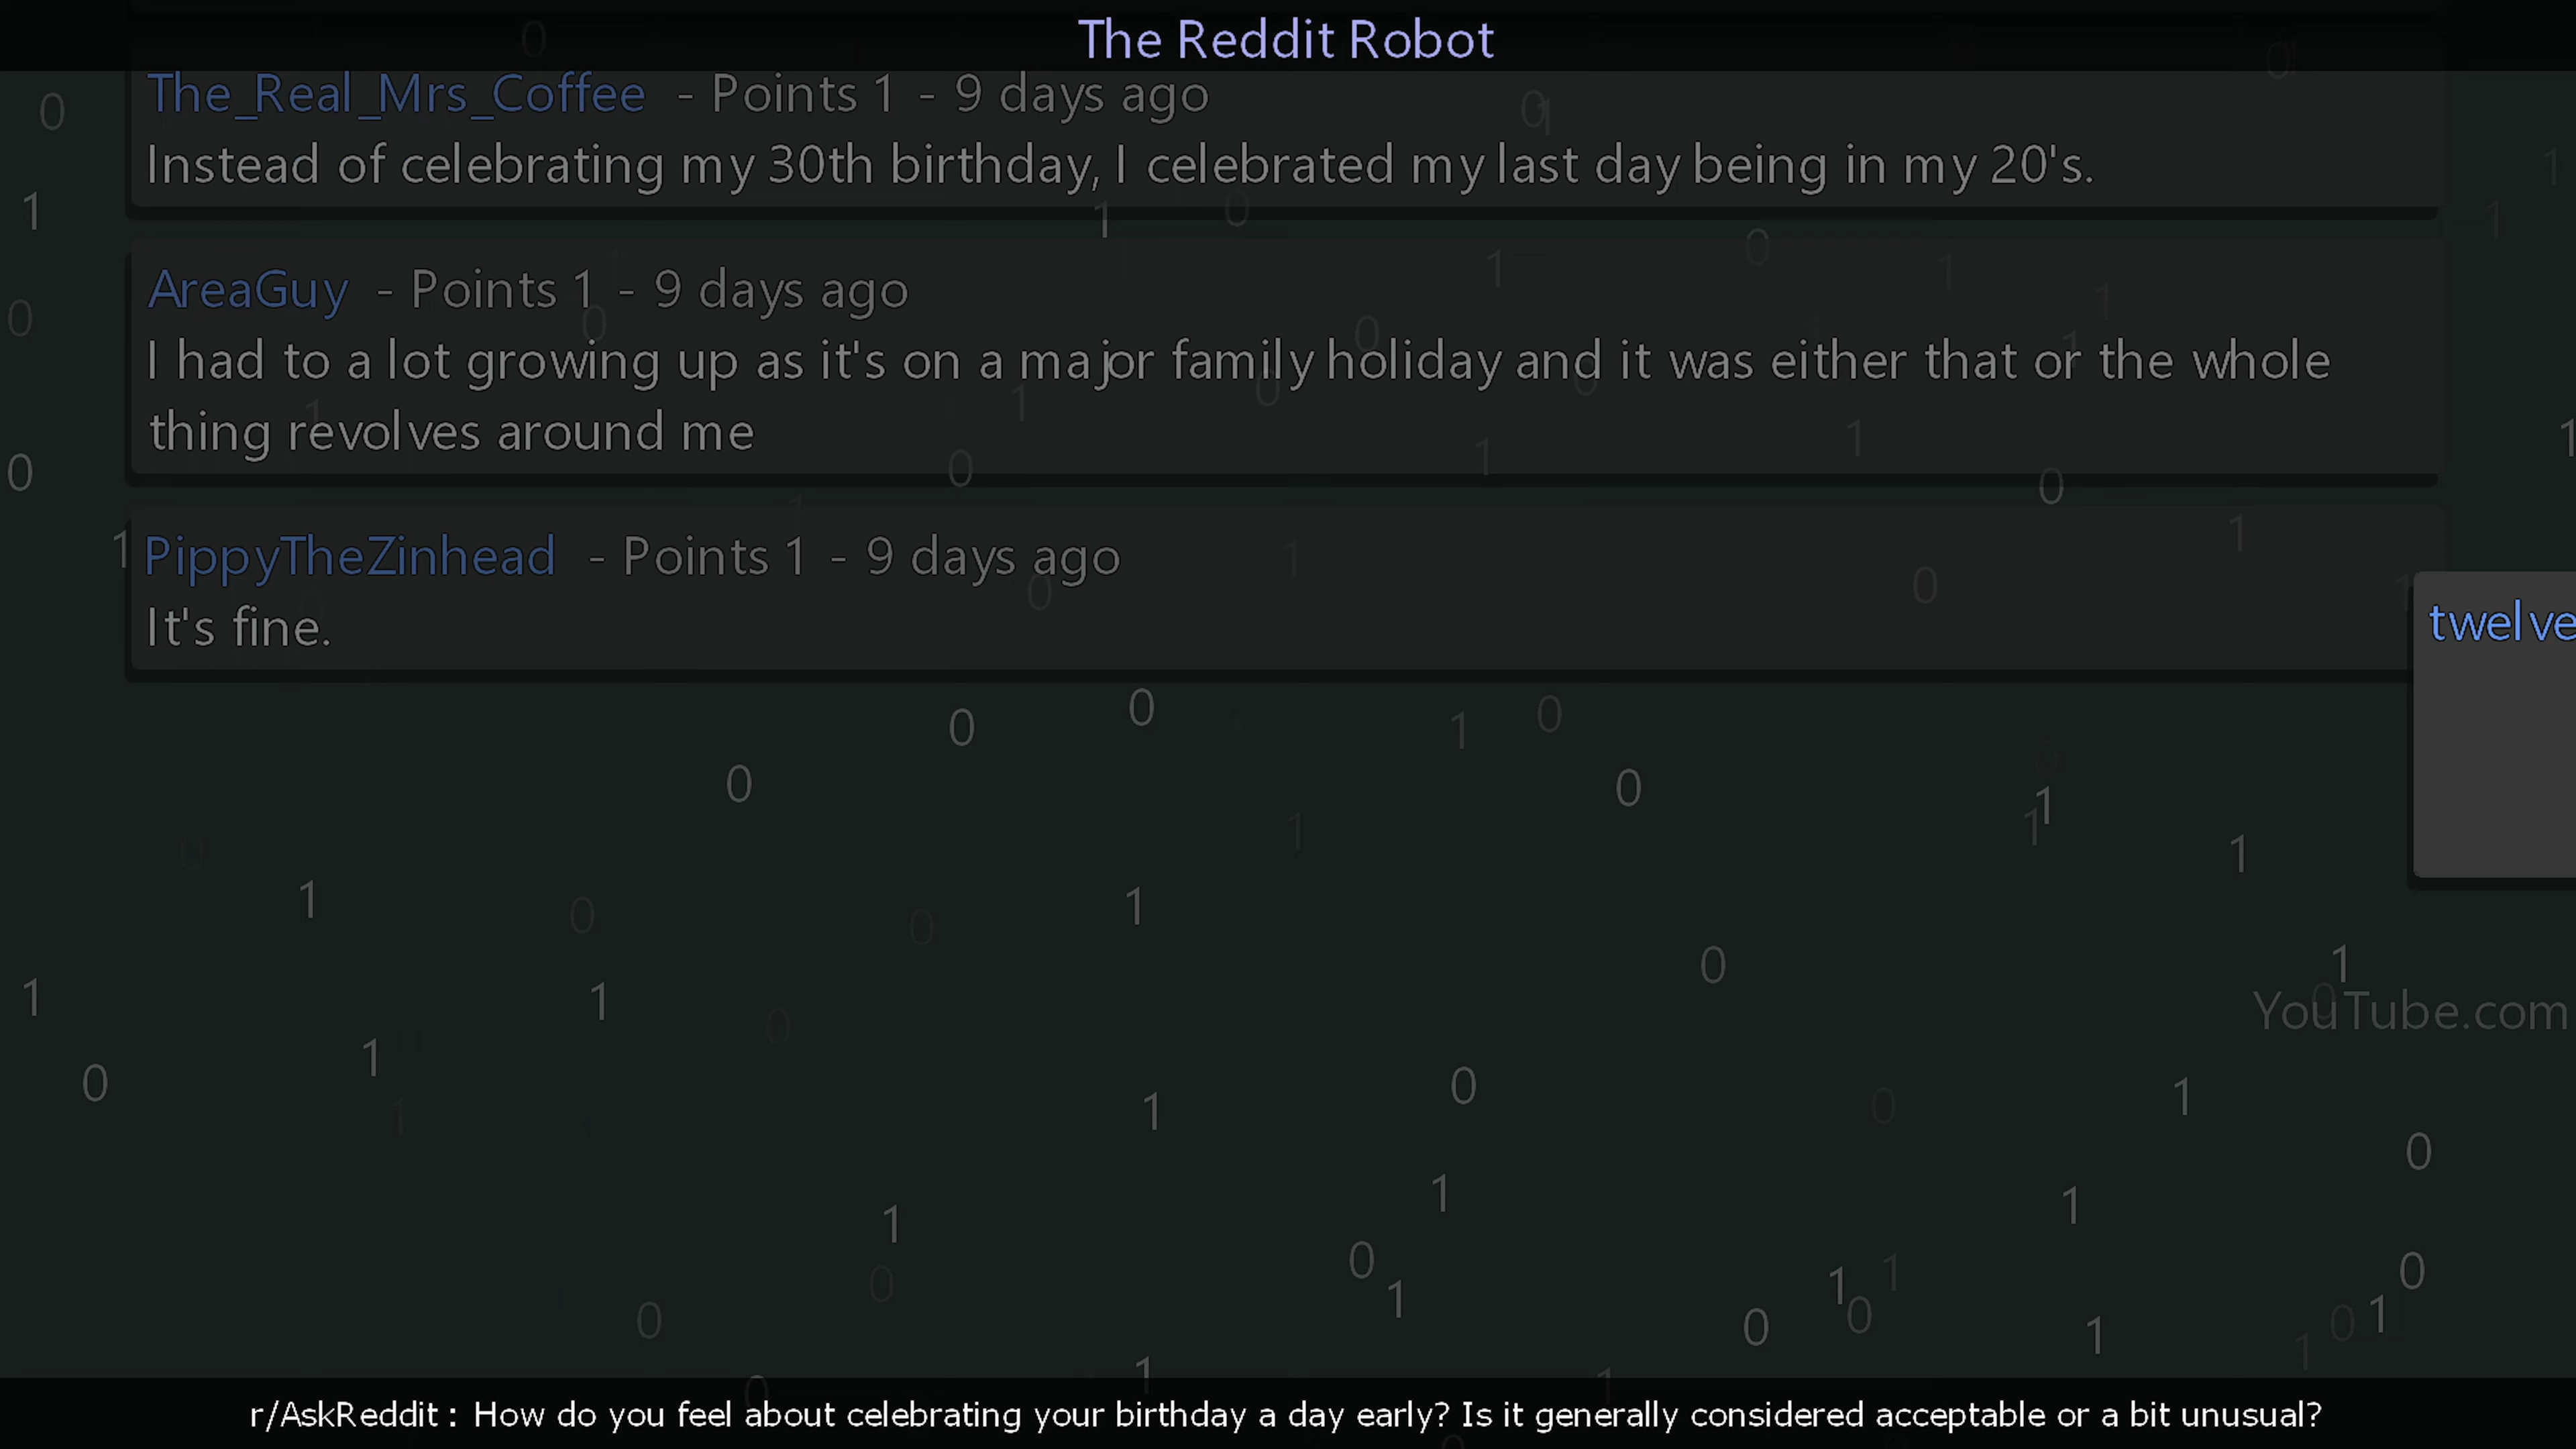 The Reddit Robot
The_Real_Mrs_Coffee - Points 1 - 9 days ago
Instead of celebrating my 30th birthday, I celebrated my last day being in my 20's.
AreaGuy - Points 1 - 9 days ago
I had to a lot growing up as it's on a major family holiday and it was either that or the whole
thing revolves around me
PippyTheZinhead - Points 1 - 9 days ago
It's fine.
twelve
YouTube.com
r/AskReddit : How do you feel about celebrating your birthday a day early? Is it generally considered acceptable or a bit unusual?